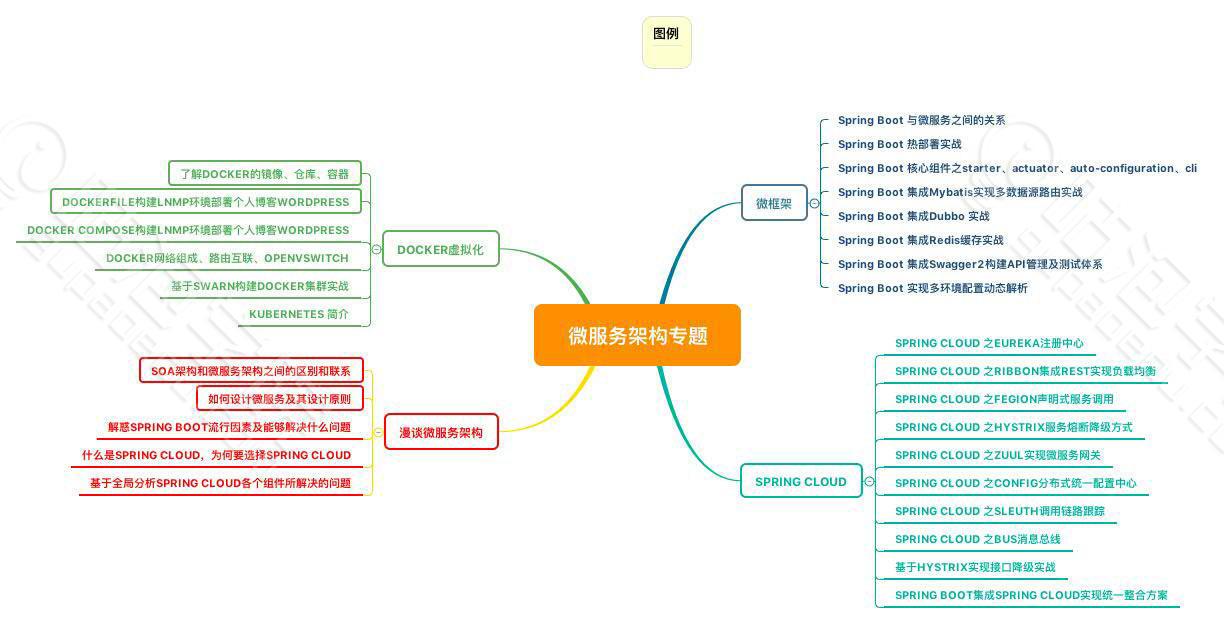 图例
微服务架构专题
DOCKER虚拟化
了解DOCKER的镜像、仓库、容器
DOCKERFILE构建LNMP环境部署个人博客WORDPRESS
DOCKER COMPOSE构建LNMP环境部署个人博客WORDPRESS
DOCKER网络组成、路由互联、OPENVSWITCH
基于SWARN构建DOCKER集群实战
KUBERNETES 简介
漫谈微服务架构
SOA架构和微服务架构之间的区别和联系
如何设计微服务及其设计原则
解惑SPRING BOOT流行因素及能够解决什么问题
什么是SPRING CLOUD，为何要选择SPRING CLOUD
基于全局分析SPRING CLOUD各个组件所解决的问题
微框架
Spring Boot 与微服务之间的关系
Spring Boot 热部署实战
Spring Boot 核心组件之starter、actuator、auto-configuration、cli
Spring Boot 集成Mybatis实现多数据源路由实战
Spring Boot 集成Dubbo 实战
Spring Boot 集成Redis缓存实战
Spring Boot 集成Swagger2构建API管理及测试体系
Spring Boot 实现多环境配置动态解析
SPRING CLOUD
SPRING CLOUD 之EUREKA注册中心
SPRING CLOUD 之RIBBON集成REST实现负载均衡
SPRING CLOUD 之FEGION声明式服务调用
SPRING CLOUD 之HYSTRIX服务熔断降级方式
SPRING CLOUD 之ZUUL实现微服务网关
SPRING CLOUD 之CONFIG分布式统一配置中心
SPRING CLOUD 之SLEUTH调用链路跟踪
SPRING CLOUD 之BUS消息总线
基于HYSTRIX实现接口降级实战
SPRING BOOT集成SPRING CLOUD实现统一整合方案